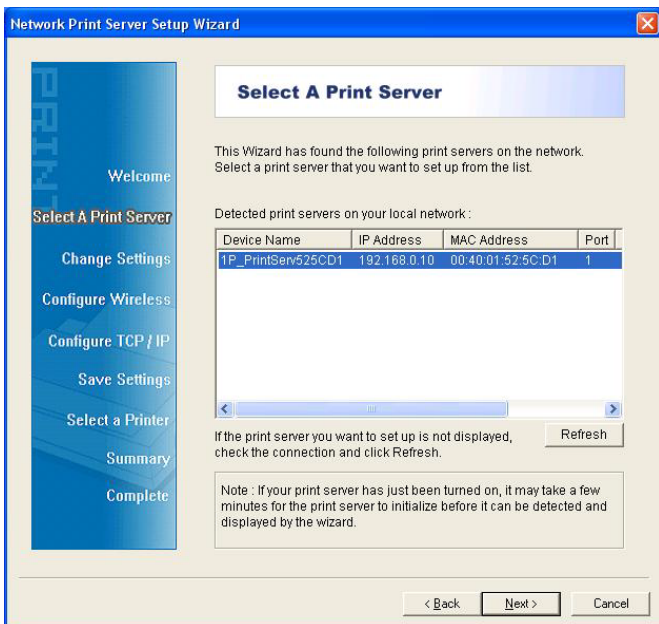 Network Print Server Setup Wizard
PRINT
Welcome
Select A Print Server
Change Settings
Configure Wireless
Configure TCP / IP
Save Settings
Select a Printer
Summary
Complete
Select A Print Server
This Wizard has found the following print servers on the network.
Select a print server that you want to set up from the list.
Detected print servers on your local network :
Device Name IP Address MAC Address Port
1P_PrintServ525CD1 192.168.0.10 00:40:01:52:5C:D1 1
If the print server you want to set up is not displayed,
check the connection and click Refresh.
Refresh
Note : If your print server has just been turned on, it may take a few
minutes for the print server to initialize before it can be detected and
displayed by the wizard.
< Back Next > Cancel